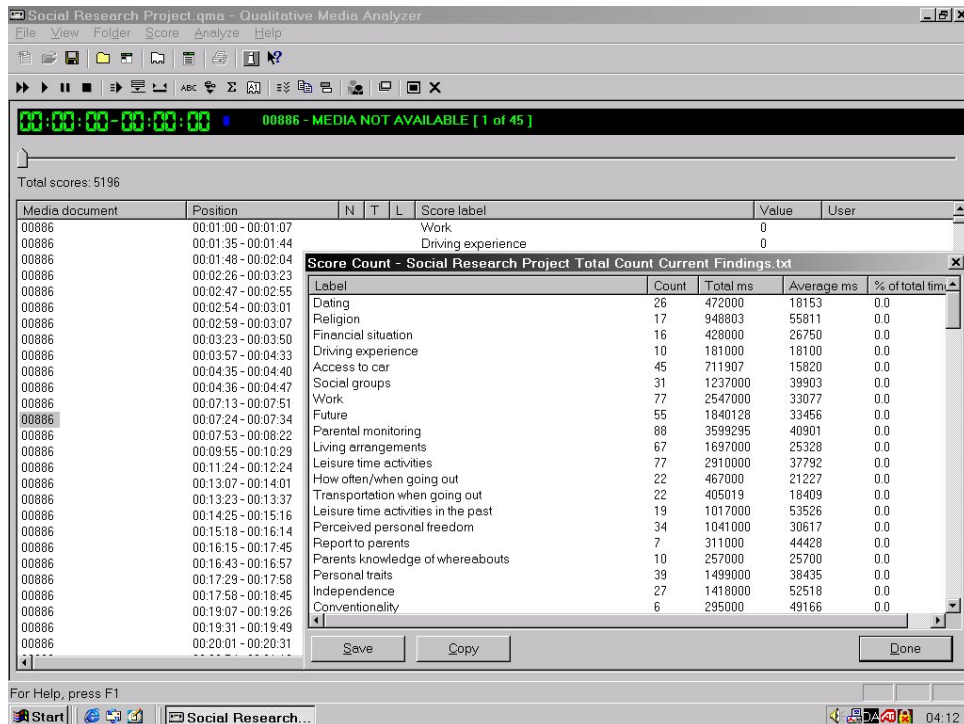 Social Research Project.qma - Qualitative Media Analyzer
File View Folder Score Analyze Help
ABC
00:00:00-00:00:00 00886 - MEDIA NOT AVAILABLE [ 1 of 45 ]
Total scores: 5196
Media document Position N T L Score label Value User
00886 00:01:00 - 00:01:07 Work 0
00886 00:01:35 - 00:01:44 Driving experience 0
00886 00:01:48 - 00:02:04
00886 00:02:26 - 00:03:23
00886 00:02:47 - 00:02:55
00886 00:02:54 - 00:03:01
00886 00:02:59 - 00:03:07
00886 00:03:23 - 00:03:50
00886 00:03:57 - 00:04:33
00886 00:04:35 - 00:04:40
00886 00:04:36 - 00:04:47
00886 00:07:13 - 00:07:51
00886 00:07:24 - 00:07:34
00886 00:07:53 - 00:08:22
00886 00:09:55 - 00:10:29
00886 00:11:24 - 00:12:24
00886 00:13:07 - 00:14:01
00886 00:13:23 - 00:13:37
00886 00:14:25 - 00:15:16
00886 00:15:18 - 00:16:14
00886 00:16:15 - 00:17:45
00886 00:16:43 - 00:16:57
00886 00:17:29 - 00:17:58
00886 00:17:58 - 00:18:45
00886 00:19:07 - 00:19:26
00886 00:19:31 - 00:19:49
00886 00:20:01 - 00:20:31
Score Count - Social Research Project Total Count Current Findings.txt
Label Count Total ms Average ms % of total time
Dating 26 472000 18153 0.0
Religion 17 948803 55811 0.0
Financial situation 16 428000 26750 0.0
Driving experience 10 181000 18100 0.0
Access to car 45 711907 15820 0.0
Social groups 31 1237000 39903 0.0
Work 77 2547000 33077 0.0
Future 55 1840128 33456 0.0
Parental monitoring 88 3599295 40901 0.0
Living arrangements 67 1697000 25328 0.0
Leisure time activities 77 2910000 37792 0.0
How often/when going out 22 467000 21227 0.0
Transportation when going out 22 405019 18409 0.0
Leisure time activities in the past 19 1017000 53526 0.0
Perceived personal freedom 34 1041000 30617 0.0
Report to parents 7 311000 44428 0.0
Parents knowledge of whereabouts 10 257000 25700 0.0
Personal traits 39 1499000 38435 0.0
Independence 27 1418000 52518 0.0
Conventionality 6 295000 49166 0.0
Save Copy Done
For Help, press F1
Start Social Research... DA 04:12